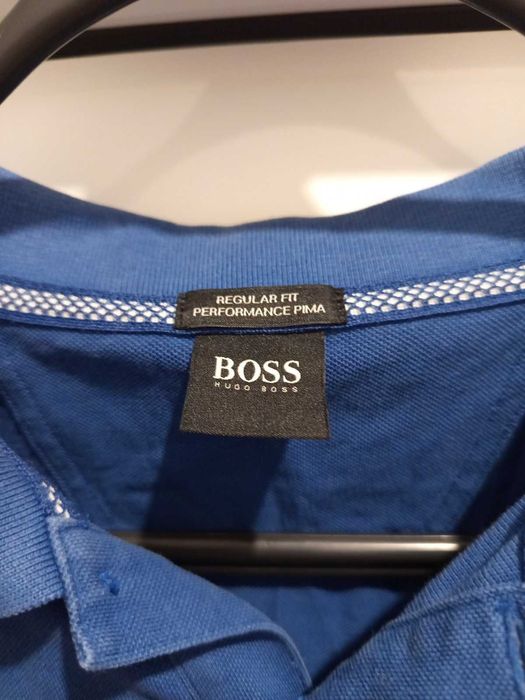 REGULAR FIT
PERFORMANCE PIMA
BOSS
HUGO BOSS